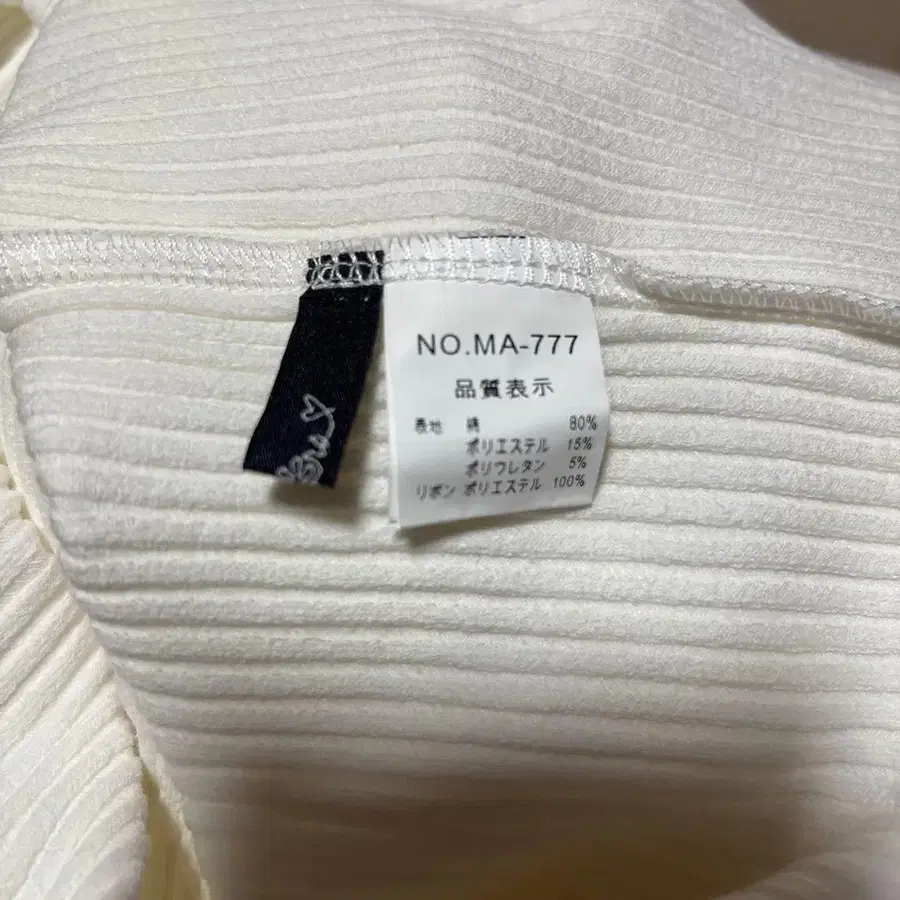 NO.MA-777
品質表示
表地 綿 80%
ポリエステル 15%
ポリウレタン 5%
リボン ポリエステル 100%